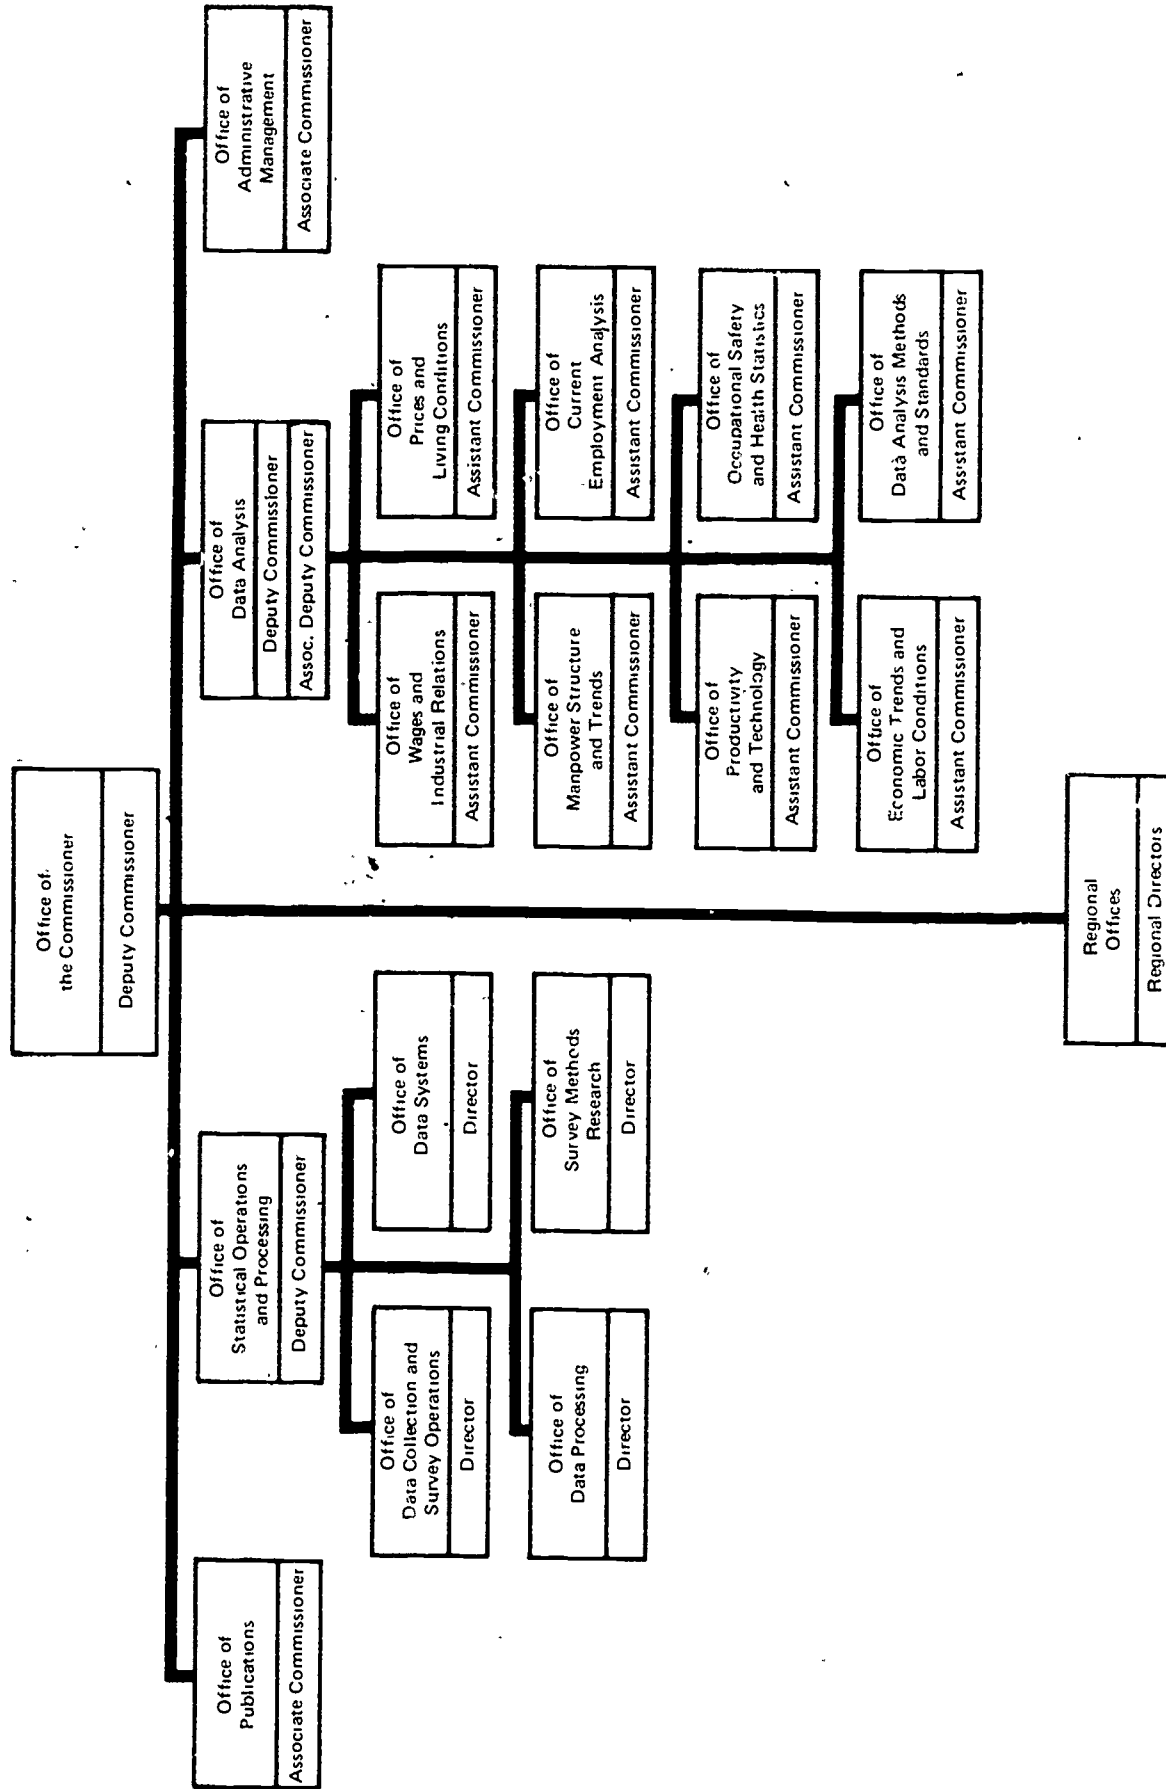 Office of
the Commissioner
Deputy Commissioner
Office of
Publications
Associate Commissioner
Office of
Statistical Operations
and Processing
Deputy Commissioner
Office of
Data Analysis
Deputy Commissioner
Assoc. Deputy Commissioner
Office of
Administrative
Management
Associate Commissioner
Office of
Data Collection and
Survey Operations
Director
Office of
Data Systems
Director
Office of
Data Processing
Director
Office of
Survey Methods
Research
Director
Office of
Wages and
Industrial Relations
Assistant Commissioner
Office of
Prices and
Living Conditions
Assistant Commissioner
Office of
Manpower Structure
and Trends
Assistant Commissioner
Office of
Current
Employment Analysis
Assistant Commissioner
Office of
Productivity
and Technology
Assistant Commissioner
Office of
Occupational Safety
and Health Statistics
Assistant Commissioner
Office of
Economic Trends and
Labor Conditions
Assistant Commissioner
Office of
Data Analysis Methods
and Standards
Assistant Commissioner
Regional
Offices
Regional Directors